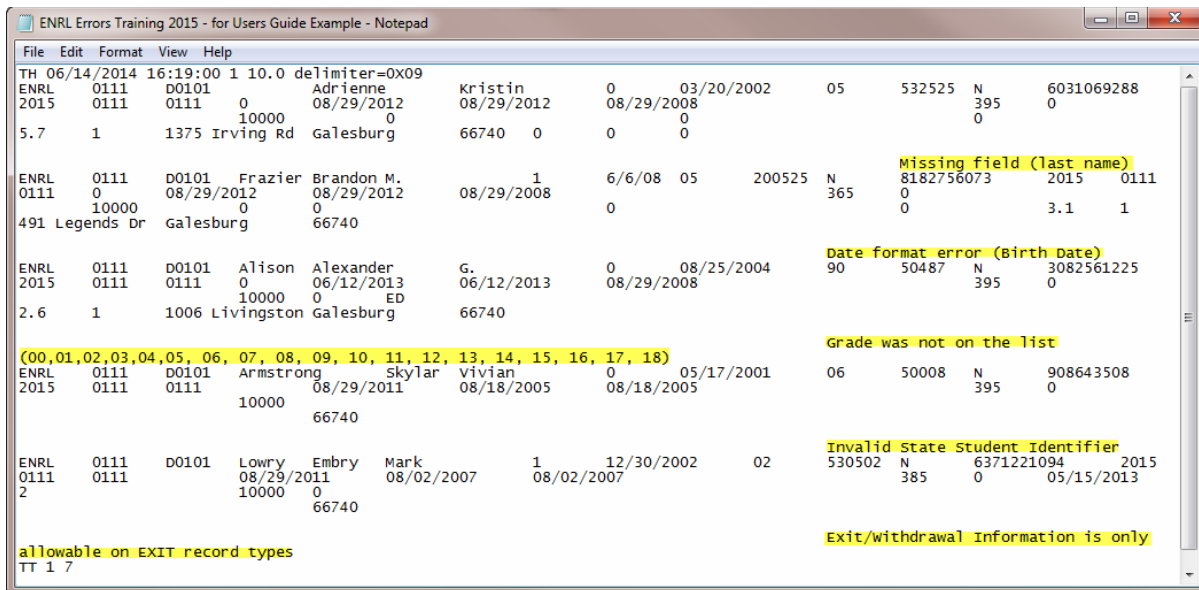 ENRL Errors Training 2015 - for Users Guide Example - Notepad
File Edit Format View Help
TH 06/14/2014 16:19:00 1 10.0 delimiter=0X09
ENRL 0111 D0101 Adrienne Kristin 0 03/20/2002 05 532525 N 6031069288
2015 0111 0111 0 08/29/2012 08/29/2012 08/29/2008 395 0
10000 0 0 0
5.7 1 1375 Irving Rd Galesburg 66740 0 0 0
Missing field (last name)
ENRL 0111 D0101 Frazier Brandon M. 1 6/6/08 05 200525 N 8182756073 2015 0111
0111 0 08/29/2012 08/29/2012 08/29/2008 365 0
10000 0 0 0 0 3.1 1
491 Legends Dr Galesburg 66740
Date format error (Birth Date)
ENRL 0111 D0101 Alison Alexander G. 0 08/25/2004 90 50487 N 3082561225
2015 0111 0111 0 06/12/2013 06/12/2013 08/29/2008 395 0
10000 0 ED
2.6 1 1006 Livingston Galesburg 66740
Grade was not on the list
(00,01,02,03,04,05, 06, 07, 08, 09, 10, 11, 12, 13, 14, 15, 16, 17, 18)
ENRL 0111 D0101 Armstrong Skylar Vivian 0 05/17/2001 06 50008 N 908643508
2015 0111 0111 08/29/2011 08/18/2005 08/18/2005 395 0
10000
66740
Invalid State Student Identifier
ENRL 0111 D0101 Lowry Embry Mark 1 12/30/2002 02 530502 N 6371221094 2015
0111 0111 08/29/2011 08/02/2007 08/02/2007 385 0 05/15/2013
2 10000 0
66740
Exit/Withdrawal Information is only
allowable on EXIT record types
TT 1 7